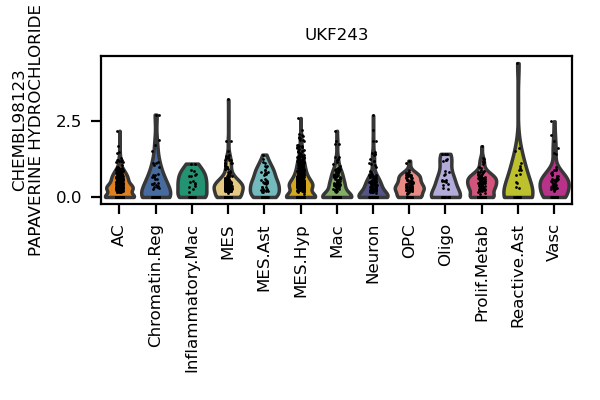 UKF243
CHEMBL98123
PAPAVERINE HYDROCHLORIDE
2.5
0.0
AC
Chromatin.Reg
Inflammatory.Mac
MES
MES.Ast
MES.Hyp
Mac
Neuron
OPC
Oligo
Prolif.Metab
Reactive.Ast
Vasc